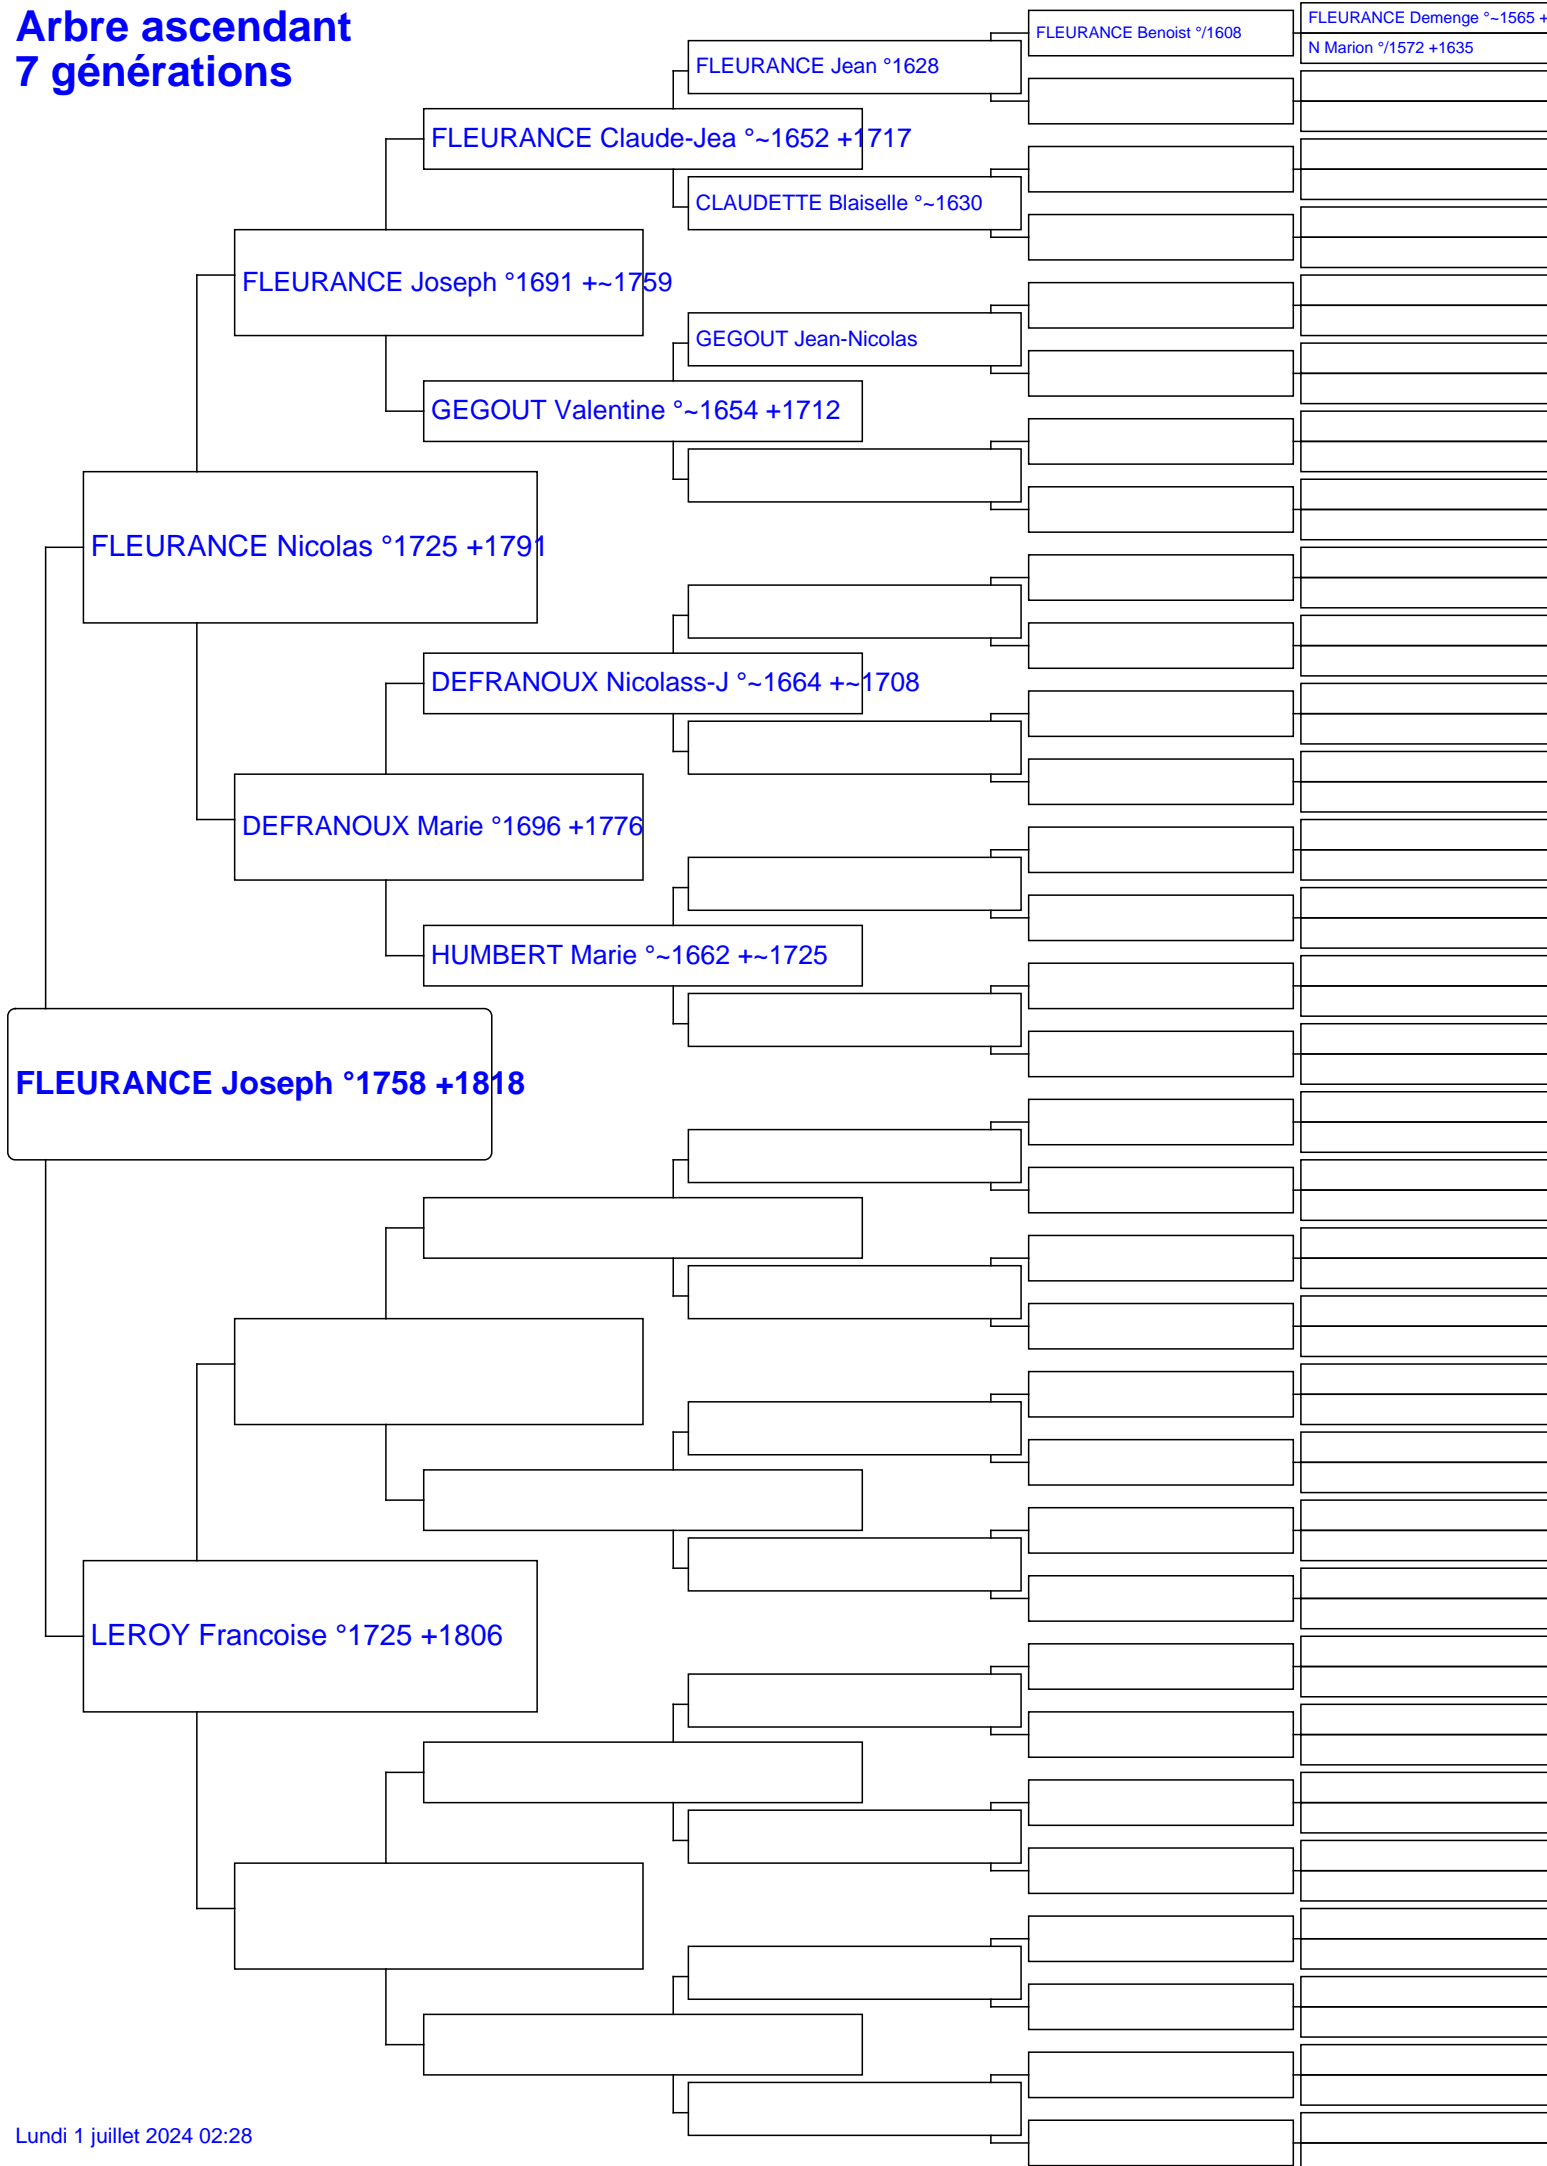 Arbre ascendant
7 générations
FLEURANCE Demenge °~1565 +
FLEURANCE Benoist °/1608
N Marion °/1572 +1635
FLEURANCE Jean °1628
FLEURANCE Claude-Jea °~1652 +1717
CLAUDETTE Blaiselle °~1630
FLEURANCE Joseph °1691 +~1759
GEGOUT Jean-Nicolas
GEGOUT Valentine °~1654 +1712
FLEURANCE Nicolas °1725 +1791
DEFRANOUX Nicolass-J °~1664 +~1708
DEFRANOUX Marie °1696 +1776
HUMBERT Marie °~1662 +~1725
FLEURANCE Joseph °1758 +1818
LEROY Francoise °1725 +1806
Lundi 1 juillet 2024 02:28